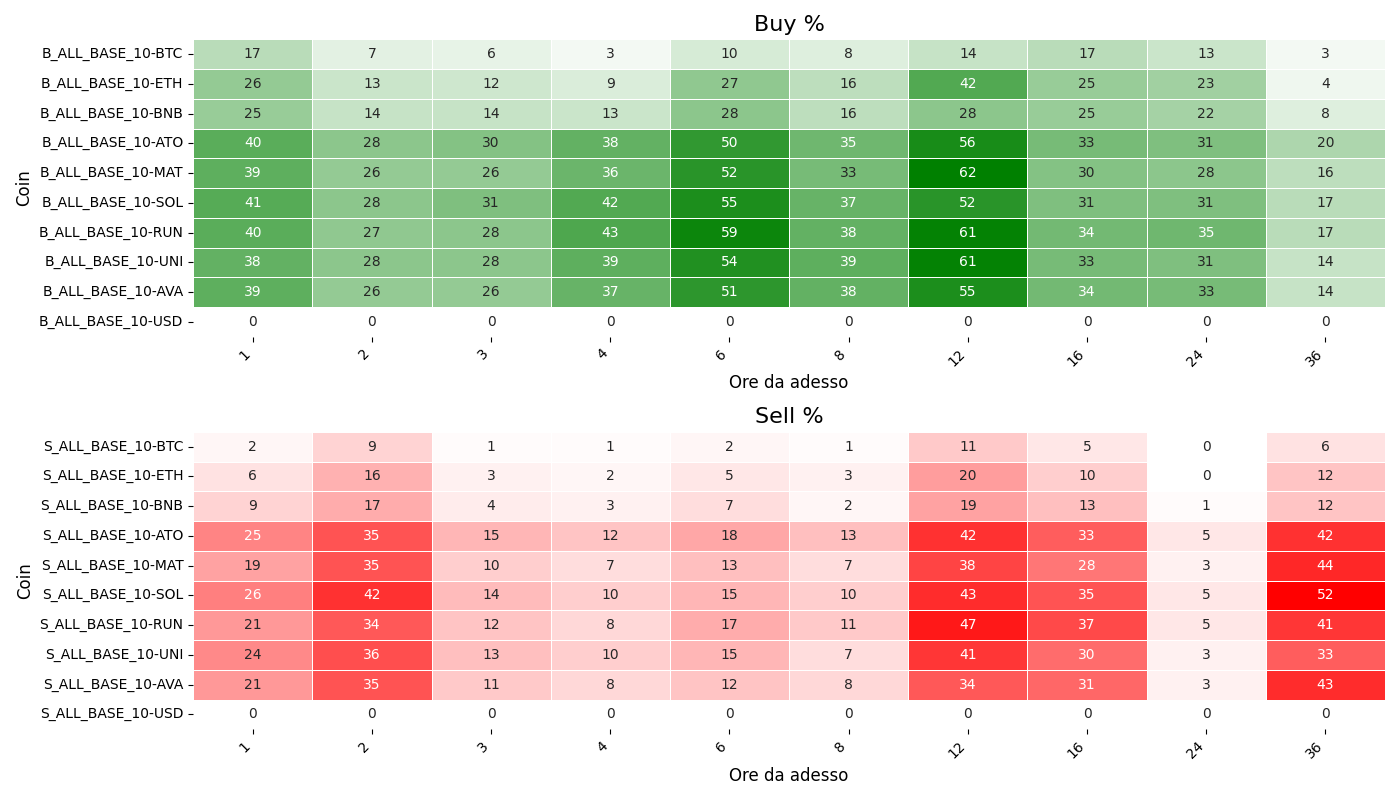 Buy %
Coin
B_ALL_BASE_10-BTC 17 7 6 3 10 8 14 17 13 3
B_ALL_BASE_10-ETH 26 13 12 9 27 16 42 25 23 4
B_ALL_BASE_10-BNB 25 14 14 13 28 16 28 25 22 8
B_ALL_BASE_10-ATO 40 28 30 38 50 35 56 33 31 20
B_ALL_BASE_10-MAT 39 26 26 36 52 33 62 30 28 16
B_ALL_BASE_10-SOL 41 28 31 42 55 37 52 31 31 17
B_ALL_BASE_10-RUN 40 27 28 43 59 38 61 34 35 17
B_ALL_BASE_10-UNI 38 28 28 39 54 39 61 33 31 14
B_ALL_BASE_10-AVA 39 26 26 37 51 38 55 34 33 14
B_ALL_BASE_10-USD 0 0 0 0 0 0 0 0 0 0
1 2 3 4 6 8 12 16 24 36
Ore da adesso
Sell %
Coin
S_ALL_BASE_10-BTC 2 9 1 1 2 1 11 5 0 6
S_ALL_BASE_10-ETH 6 16 3 2 5 3 20 10 0 12
S_ALL_BASE_10-BNB 9 17 4 3 7 2 19 13 1 12
S_ALL_BASE_10-ATO 25 35 15 12 18 13 42 33 5 42
S_ALL_BASE_10-MAT 19 35 10 7 13 7 38 28 3 44
S_ALL_BASE_10-SOL 26 42 14 10 15 10 43 35 5 52
S_ALL_BASE_10-RUN 21 34 12 8 17 11 47 37 5 41
S_ALL_BASE_10-UNI 24 36 13 10 15 7 41 30 3 33
S_ALL_BASE_10-AVA 21 35 11 8 12 8 34 31 3 43
S_ALL_BASE_10-USD 0 0 0 0 0 0 0 0 0 0
1 2 3 4 6 8 12 16 24 36
Ore da adesso